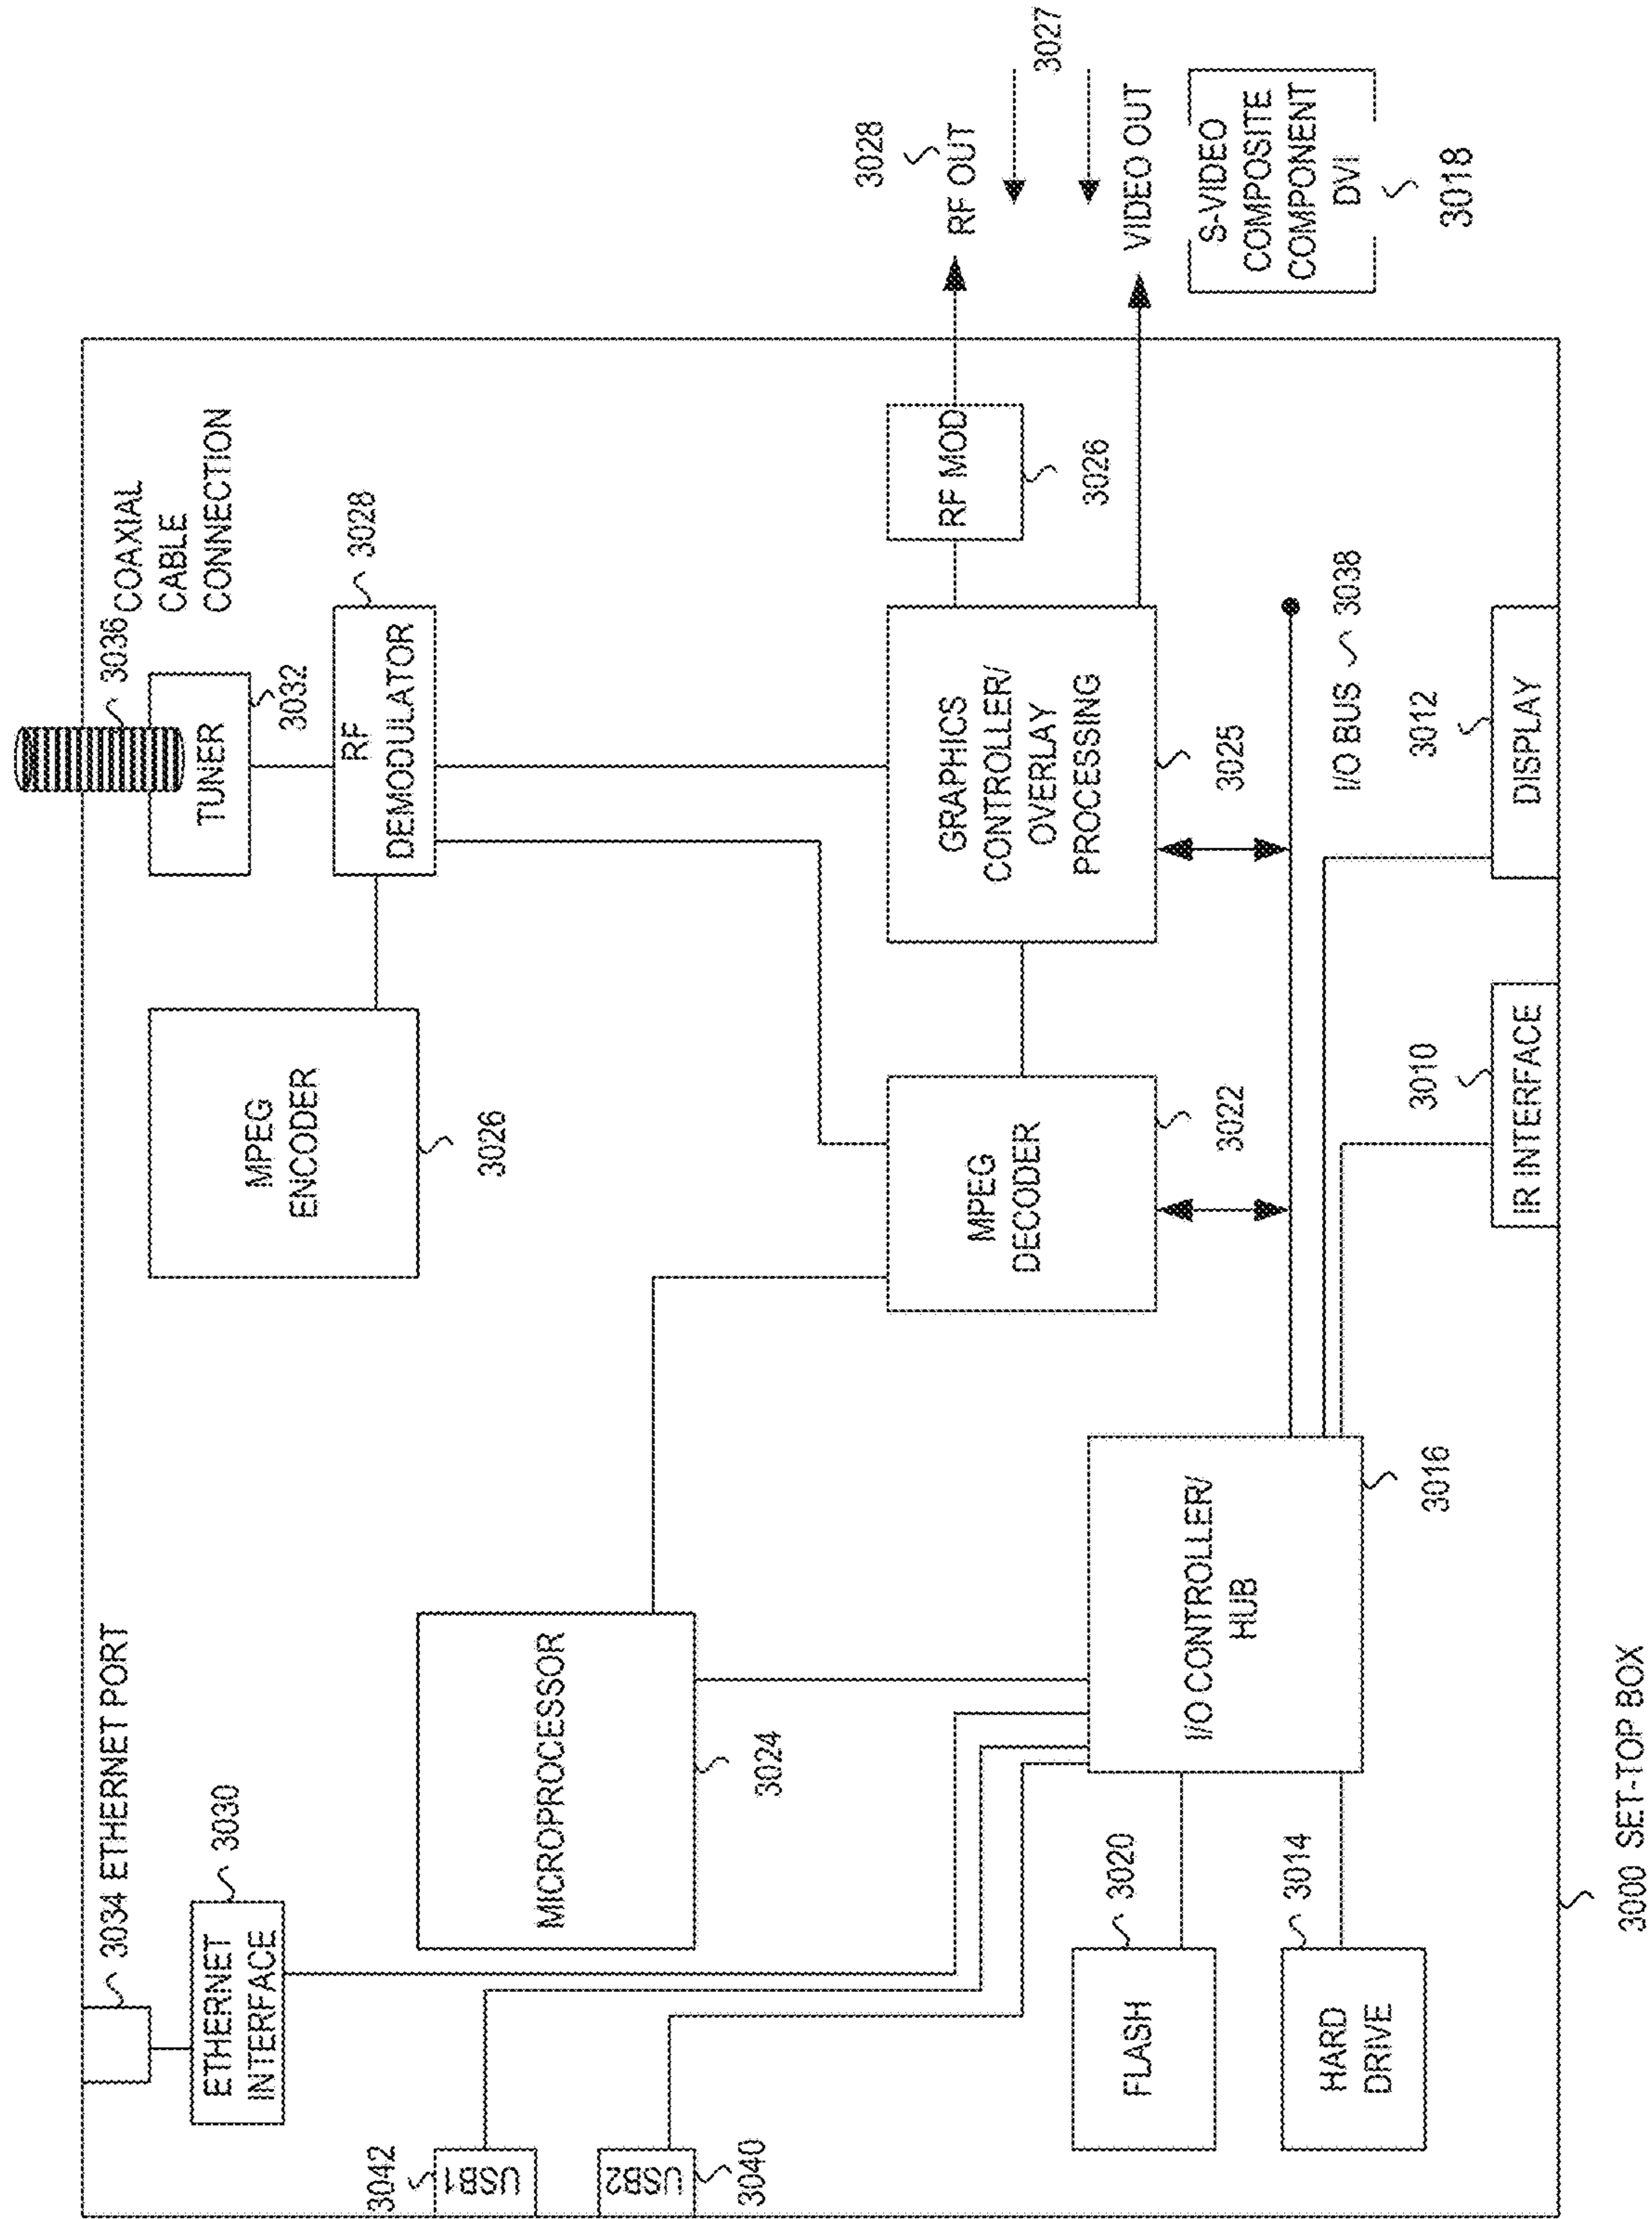 3034 ETHERNET PORT
3036
COAXIAL
CABLE
CONNECTION
ETHERNET
INTERFACE
3030
TUNER
3032
MPEG
ENCODER
3026
RF
DEMODULATOR
3028
3042
USB1
USB2
3040
MICROPROCESSOR
3024
MPEG
DECODER
3022
GRAPHICS
CONTROLLER/
OVERLAY
PROCESSING
3025
RF MOD
3026
3028
RF OUT
3027
VIDEO OUT
S-VIDEO
COMPOSITE
COMPONENT
DVI
3018
FLASH
3020
HARD
DRIVE
3014
I/O CONTROLLER/
HUB
3016
I/O BUS
3038
IR INTERFACE
3010
DISPLAY
3012
3000 SET-TOP BOX